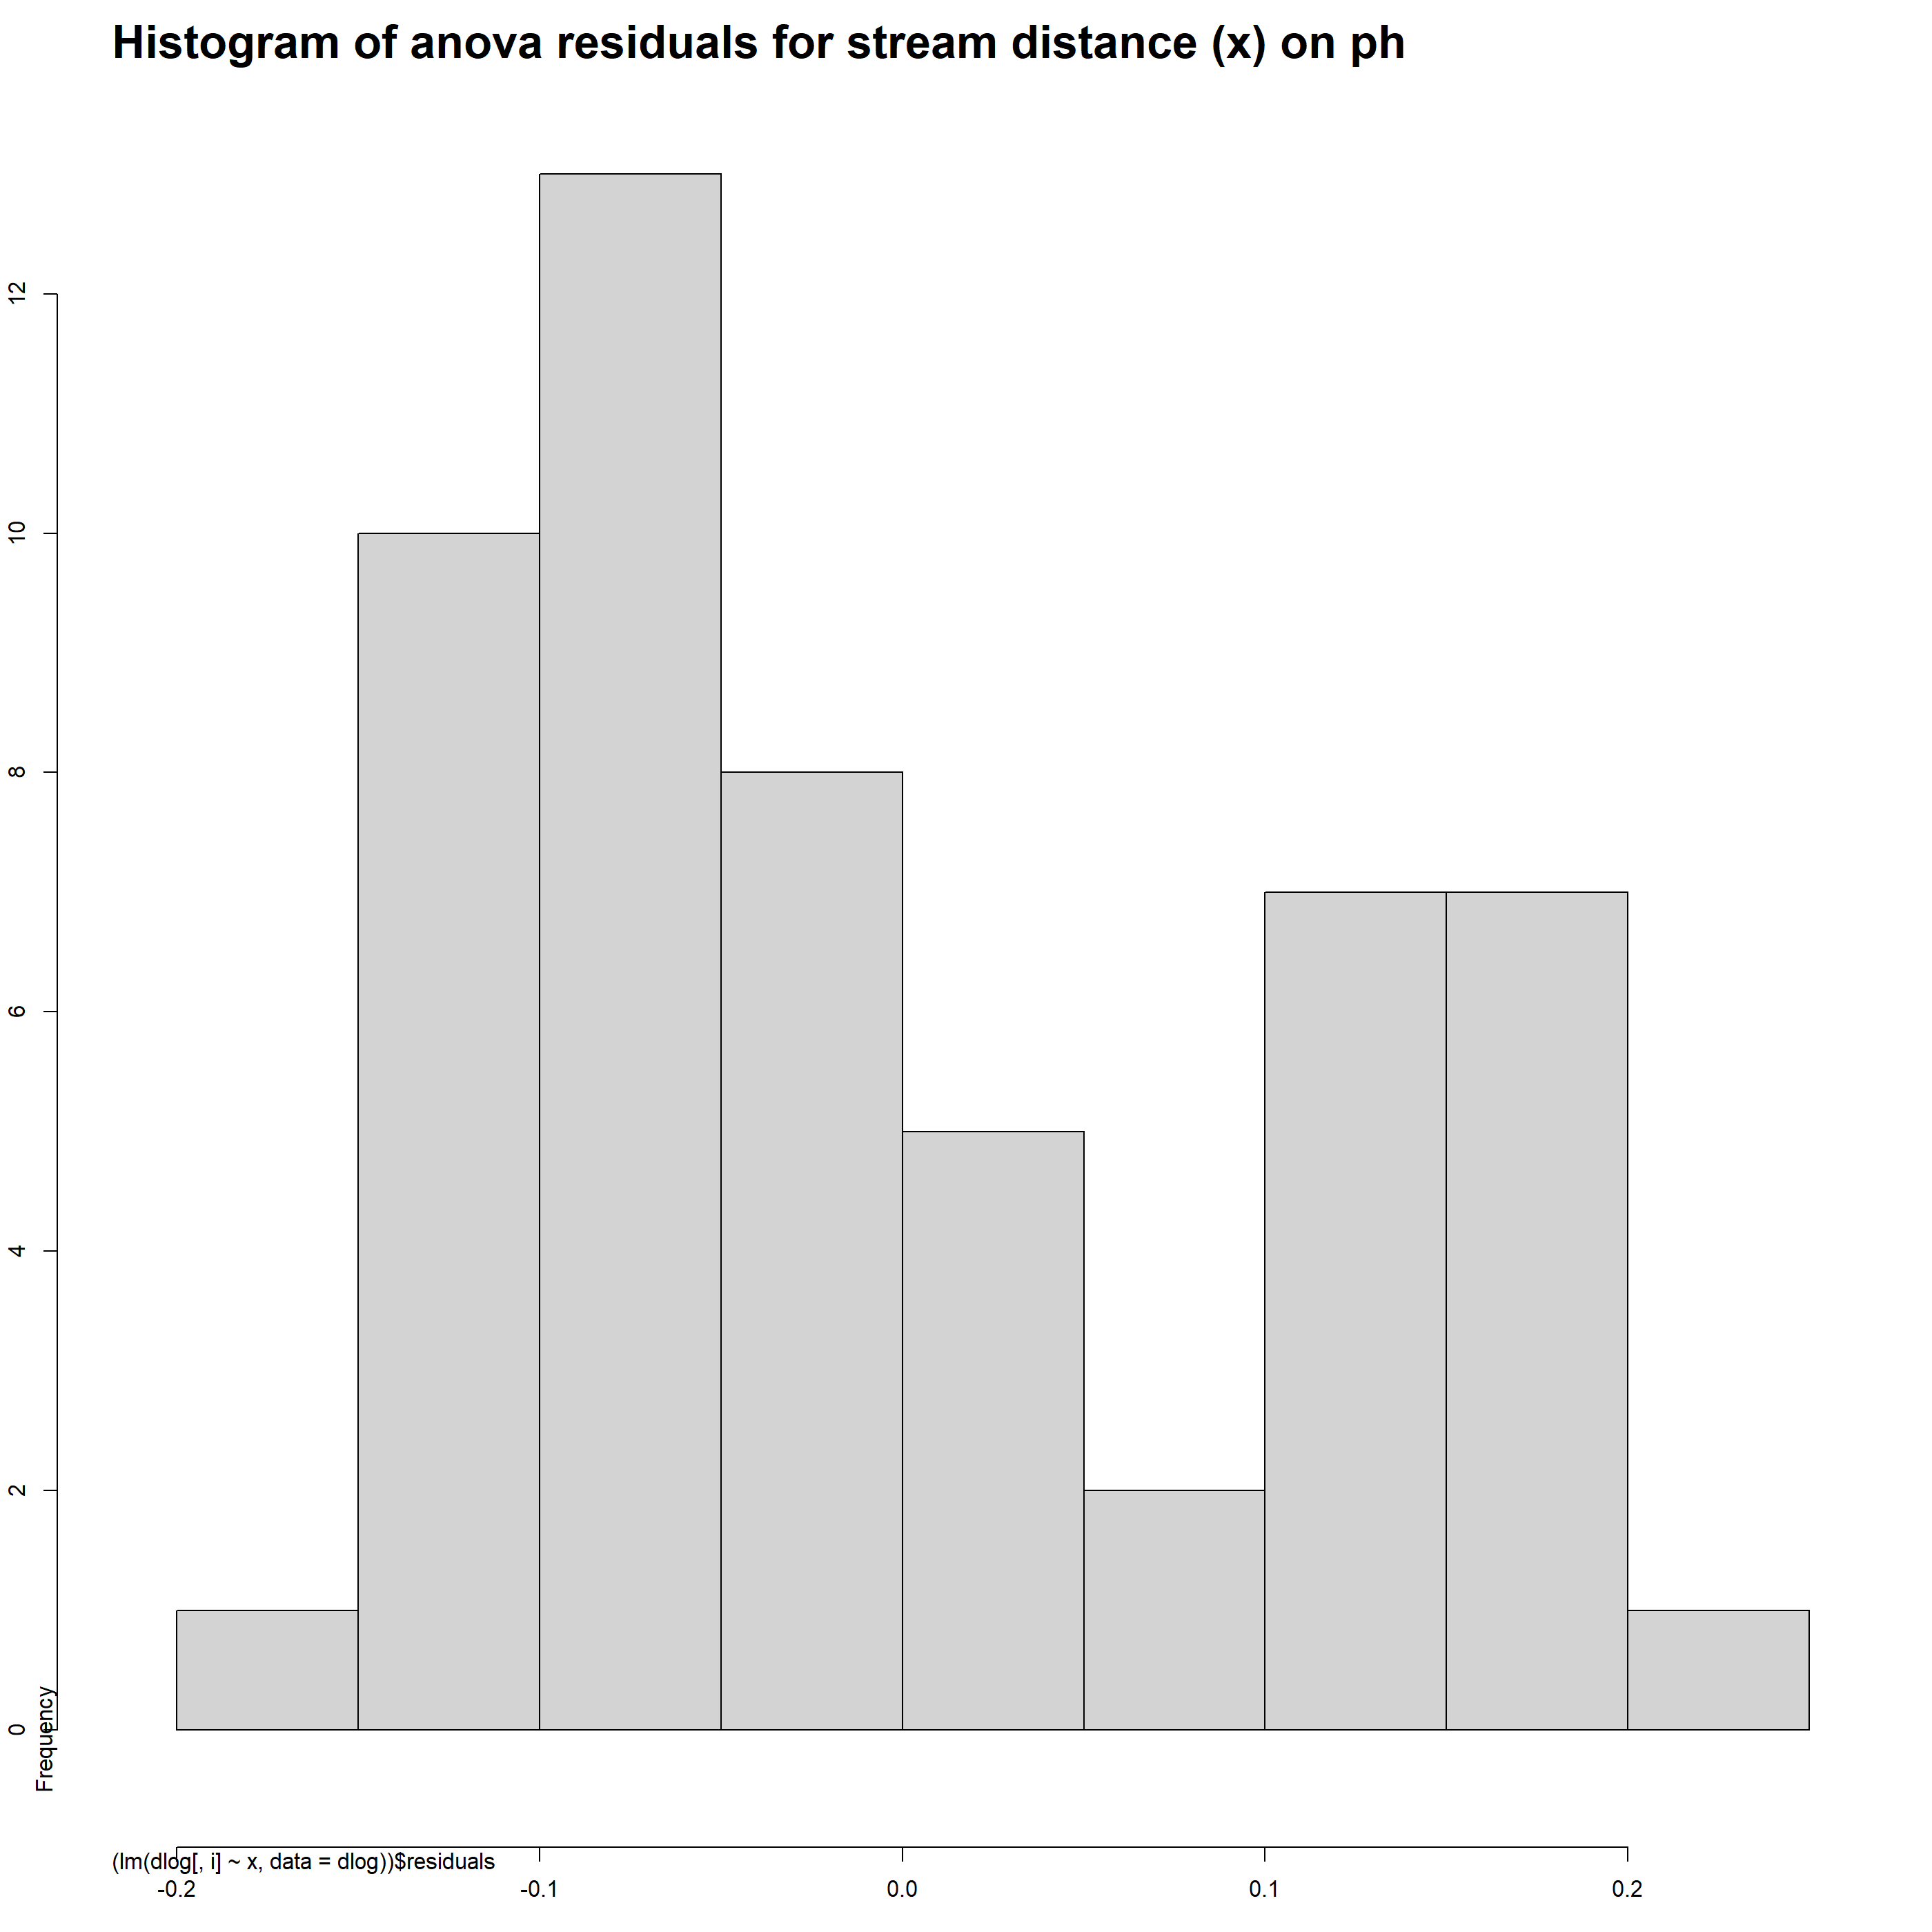 Histogram of anova residuals for stream distance (x) on ph
12
10
8
6
4
2
0
Frequency
(lm(dlog[, i] ~ x, data = dlog))$residuals
-0.2 -0.1 0.0 0.1 0.2